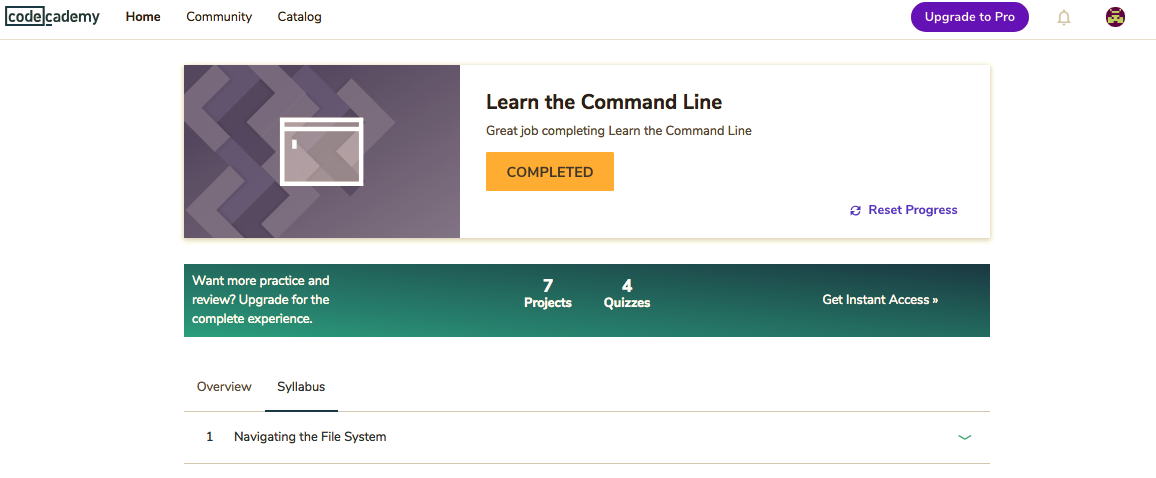 codecademy Home Community Catalog Upgrade to Pro
Learn the Command Line
Great job completing Learn the Command Line
COMPLETED
Reset Progress
Want more practice and
review? Upgrade for the
complete experience.
7
Projects
4
Quizzes
Get Instant Access »
Overview Syllabus
1 Navigating the File System